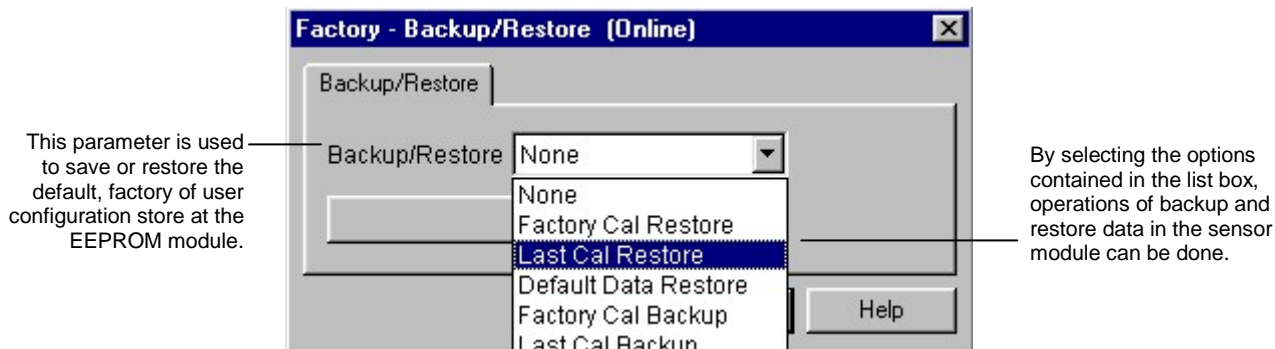 Factory - Backup/Restore (Online)
Backup/Restore
This parameter is used
to save or restore the
default, factory of user
configuration store at the
EEPROM module.
Backup/Restore
None
None
Factory Cal Restore
Last Cal Restore
Default Data Restore
Factory Cal Backup
Last Cal Backup
Help
By selecting the options
contained in the list box,
operations of backup and
restore data in the sensor
module can be done.